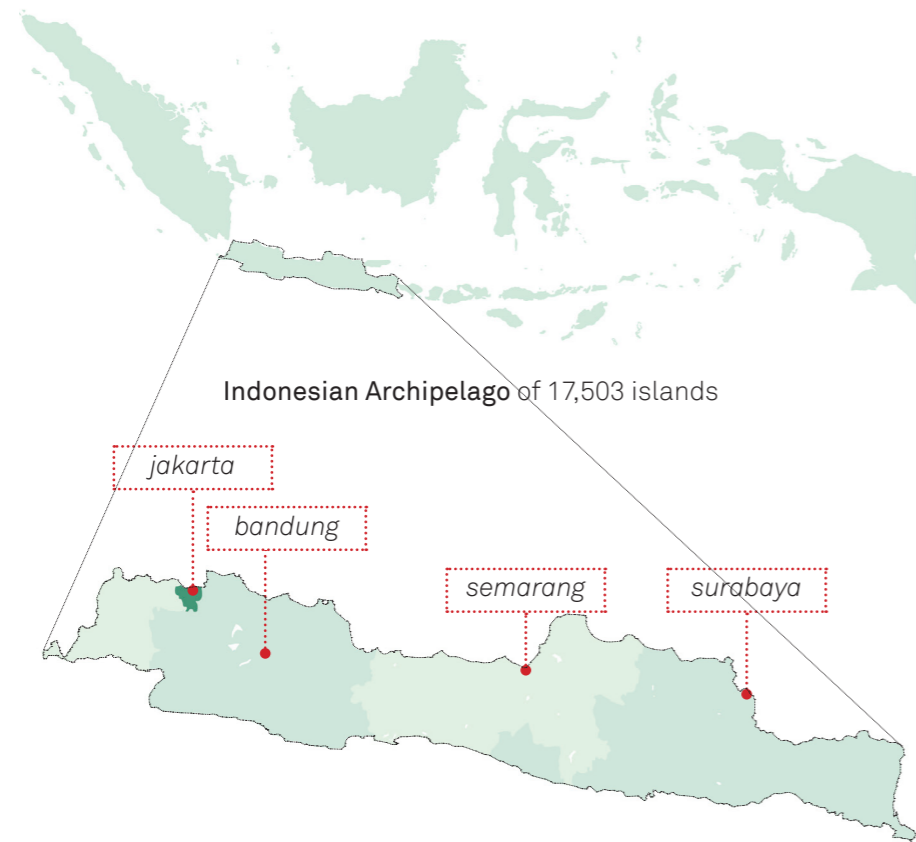 Indonesian Archipelago of 17,503 islands
jakarta
bandung
semarang
surabaya